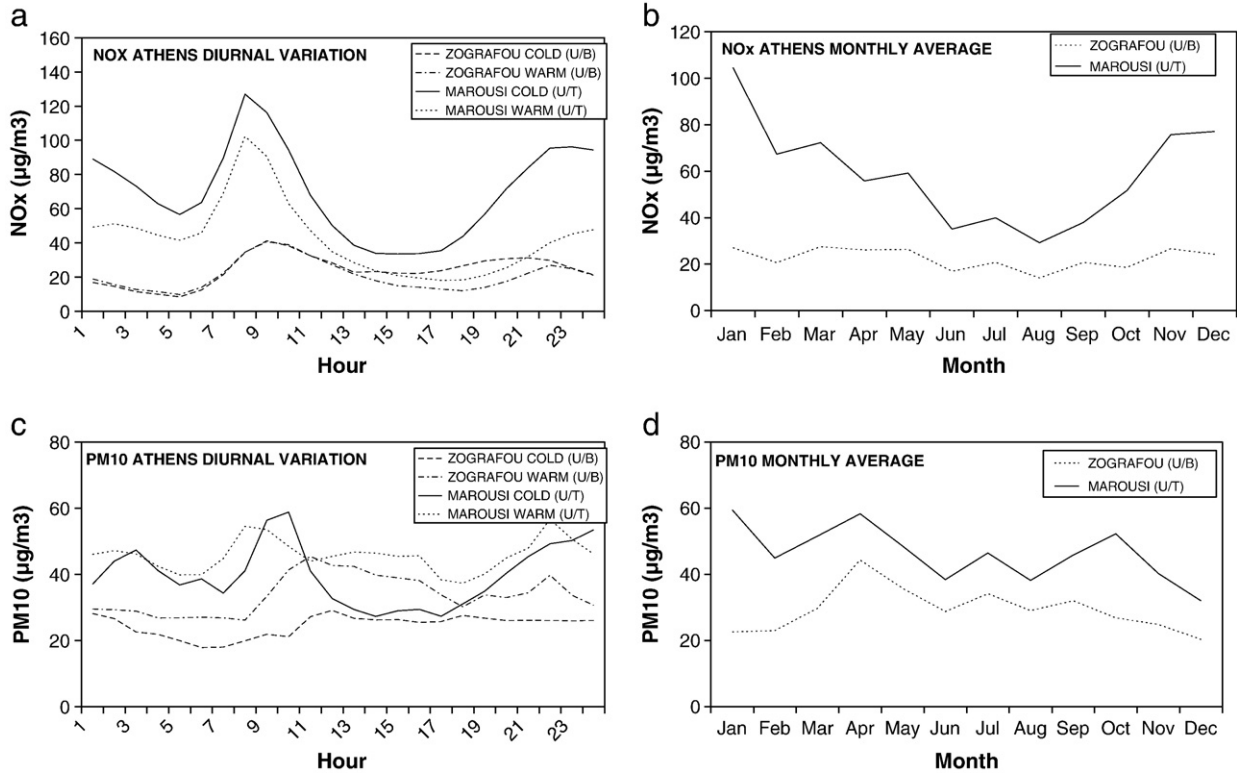 a
NOX ATHENS DIURNAL VARIATION
ZOGRAFOU COLD (U/B)
ZOGRAFOU WARM (U/B)
MAROUSI COLD (U/T)
MAROUSI WARM (U/T)
NOx (µg/m3)
160
140
120
100
80
60
40
20
0
1 3 5 7 9 11 13 15 17 19 21 23
Hour
b
NOx ATHENS MONTHLY AVERAGE
ZOGRAFOU (U/B)
MAROUSI (U/T)
NOx (µg/m3)
120
100
80
60
40
20
0
Jan Feb Mar Apr May Jun Jul Aug Sep Oct Nov Dec
Month
c
PM10 ATHENS DIURNAL VARIATION
ZOGRAFOU COLD (U/B)
ZOGRAFOU WARM (U/B)
MAROUSI COLD (U/T)
MAROUSI WARM (U/T)
PM10 (µg/m3)
80
60
40
20
0
1 3 5 7 9 11 13 15 17 19 21 23
Hour
d
PM10 MONTHLY AVERAGE
ZOGRAFOU (U/B)
MAROUSI (U/T)
PM10 (µg/m3)
80
60
40
20
0
Jan Feb Mar Apr May Jun Jul Aug Sep Oct Nov Dec
Month